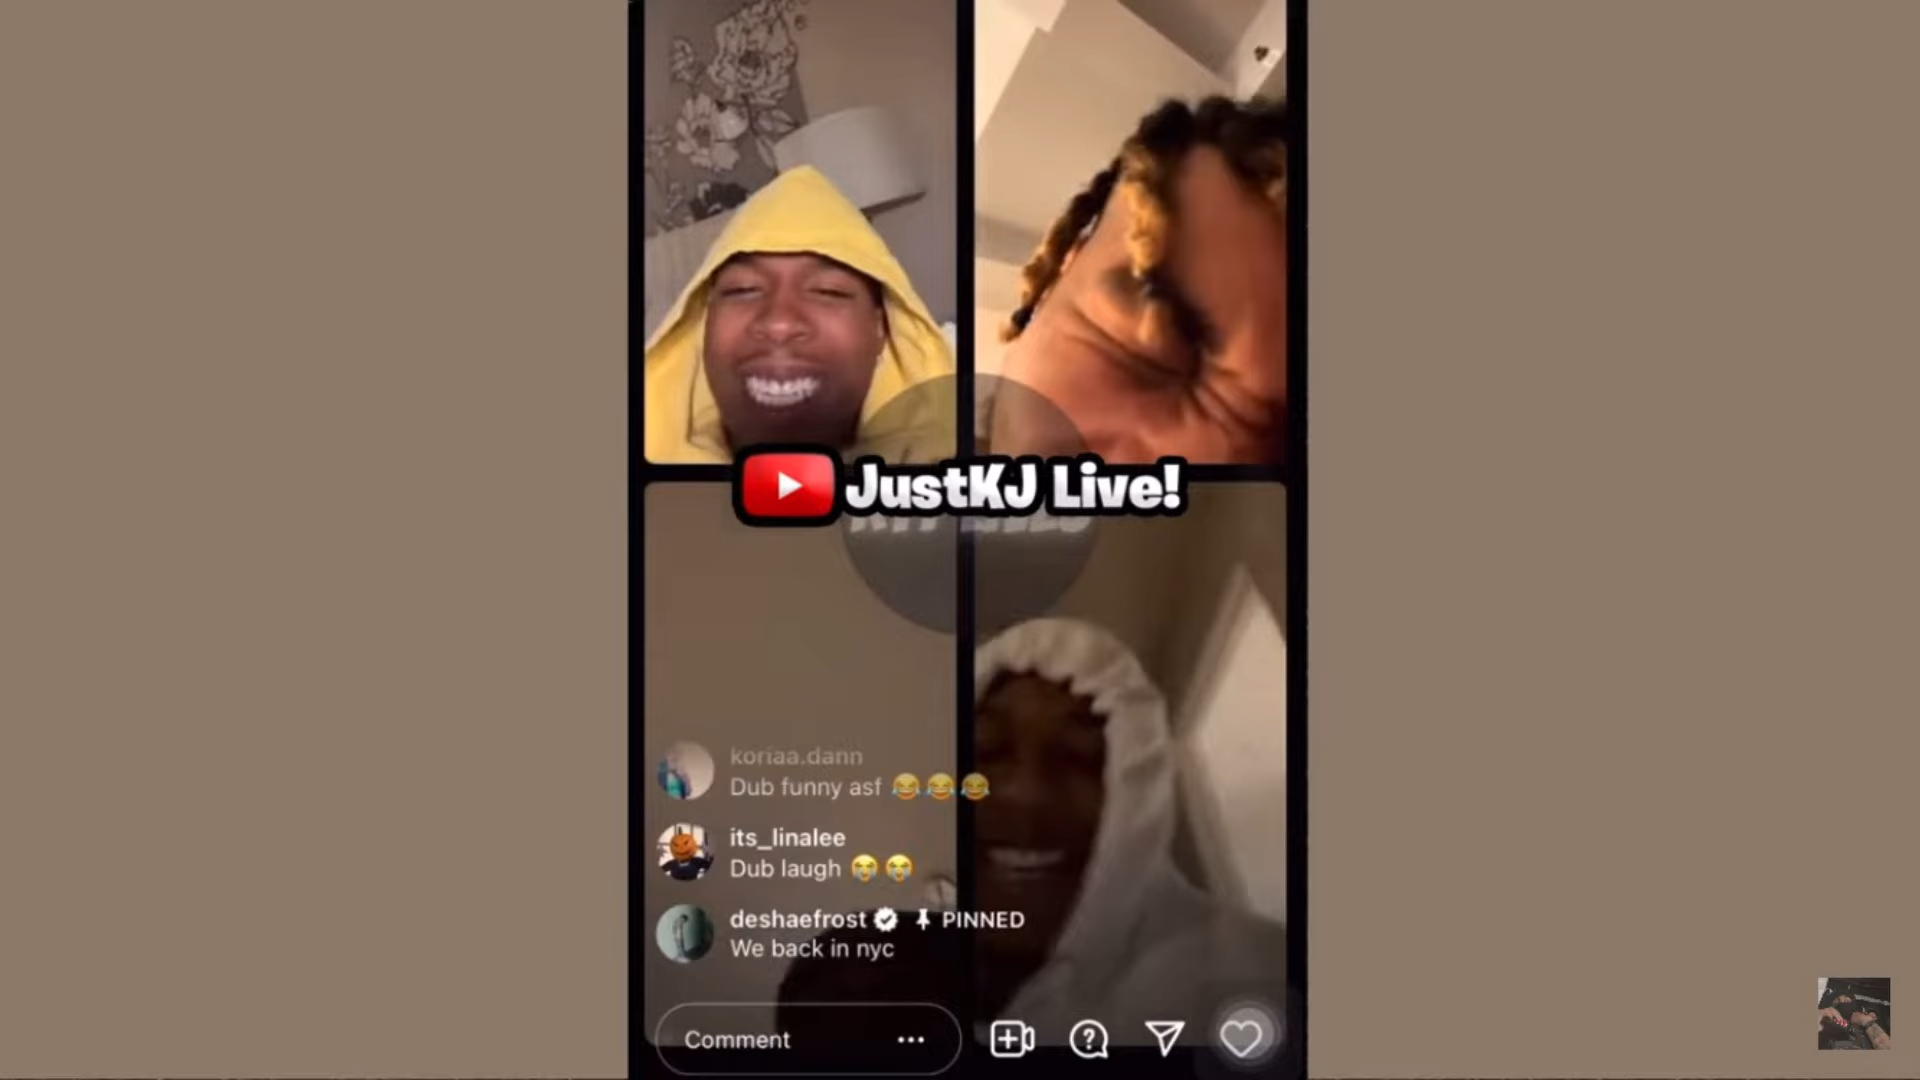 JustKJ Live!
koriaa.dann
Dub funny asf 😂😂😂
its_linalee
Dub laugh 😭😭
deshaefrost PINNED
We back in nyc
Comment